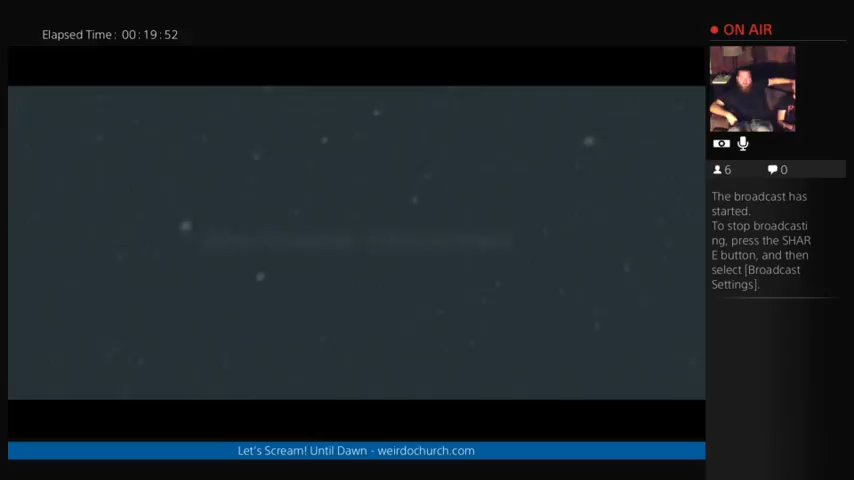 Elapsed Time: 00:19:52
ON AIR
6 0
The broadcast has
started.
To stop broadcasti
ng, press the SHAR
E button, and then
select [Broadcast
Settings].
Let's Scream! Until Dawn - weirdochurch.com